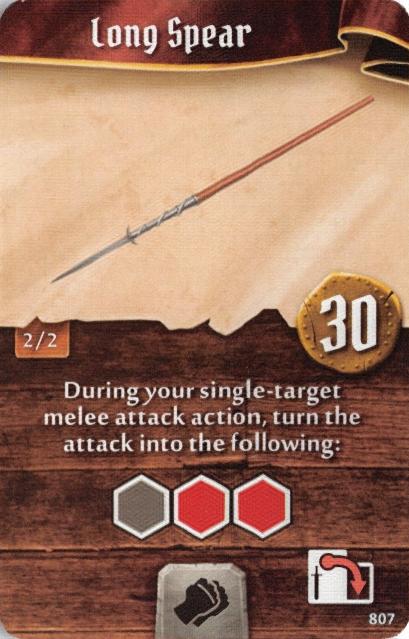 Long Spear
2/2
30
During your single-target
melee attack action, turn the
attack into the following:
807